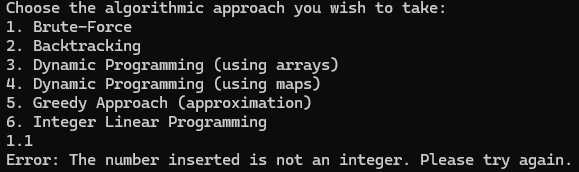 Choose the algorithmic approach you wish to take:
1. Brute-Force
2. Backtracking
3. Dynamic Programming (using arrays)
4. Dynamic Programming (using maps)
5. Greedy Approach (approximation)
6. Integer Linear Programming
1.1
Error: The number inserted is not an integer. Please try again.